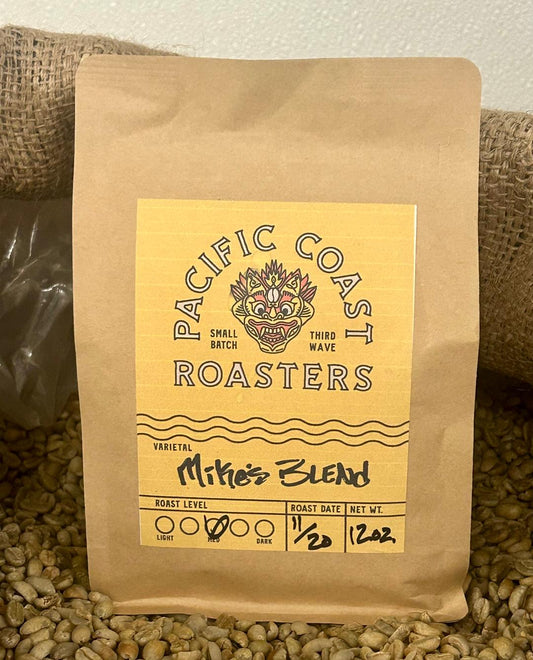 PACIFIC COAST
SMALL BATCH
THIRD WAVE
ROASTERS
VARIETAL
Mike's BLEND
ROAST LEVEL
LIGHT MED DARK
ROAST DATE
11/20
NET WT.
12oz